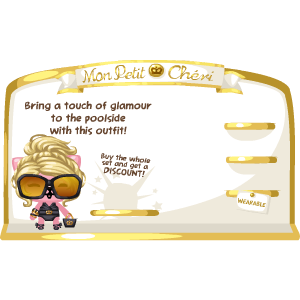 Mon Petit Chéri
Bring a touch of glamour
to the poolside
with this outfit!
Buy the whole
set and get a
DISCOUNT!
WEARABLE